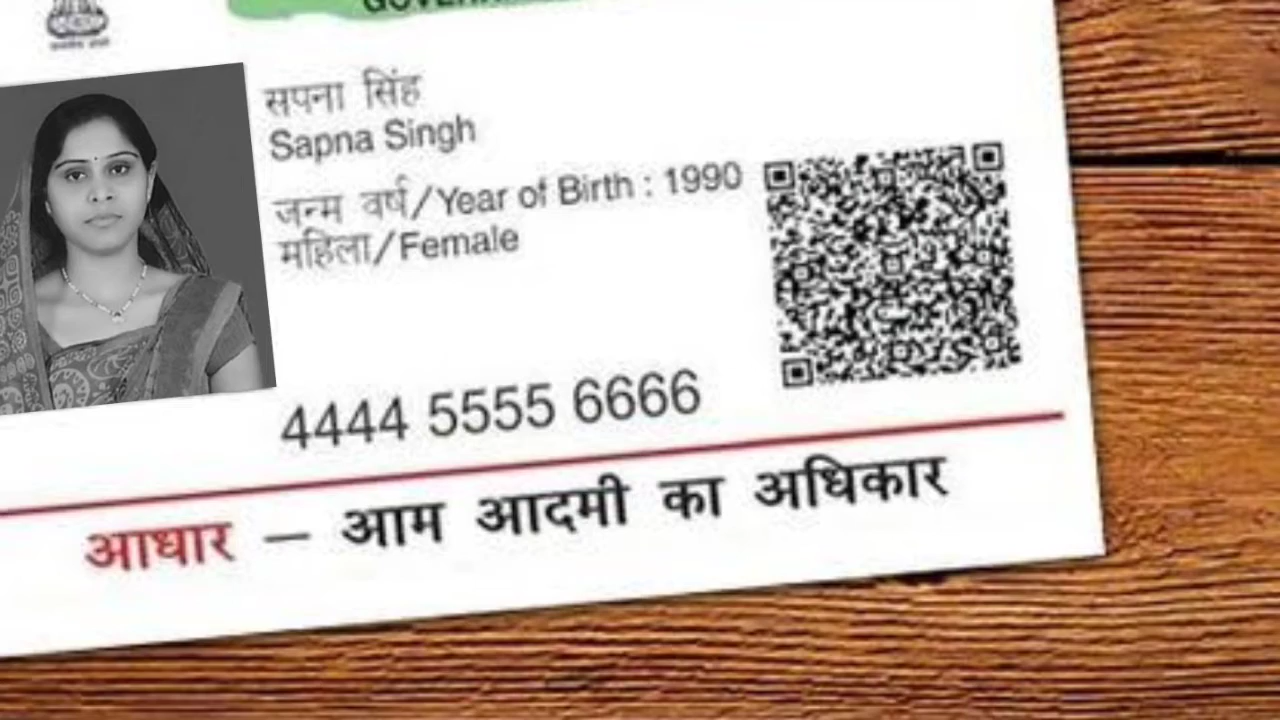 सपना सिंह
Sapna Singh
जन्म वर्ष/Year of Birth : 1990
महिला/Female
4444 5555 6666
आधार — आम आदमी का अधिकार